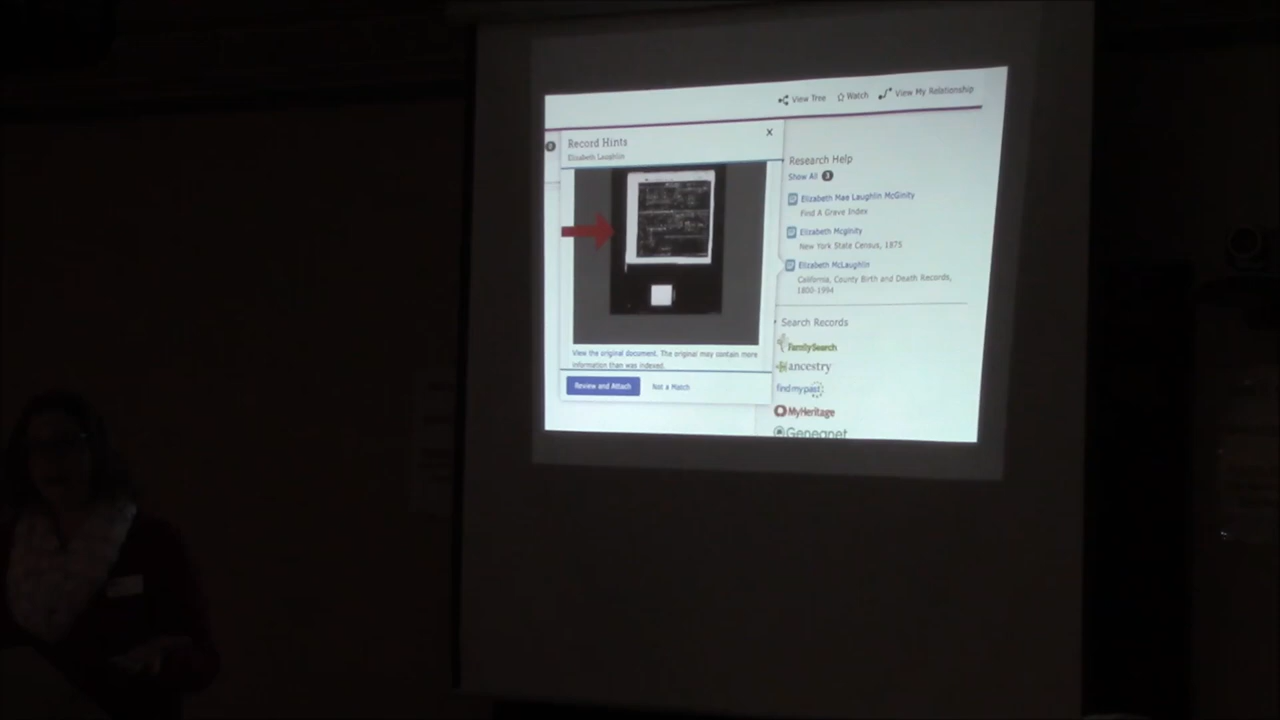 View Tree
Watch
View My Relationship
Record Hints
X
Elizabeth Laughlin
View the original document. The original may contain more
information than was indexed.
Review and Attach
Not a Match
Research Help
Show All 3
Elizabeth Mae Laughlin McGinity
Find A Grave Index
Elizabeth Mcginity
New York State Census, 1875
Elizabeth McLaughlin
California, County Birth and Death Records,
1800-1994
Search Records
FamilySearch
ancestry
findmypast
MyHeritage
Geneanet